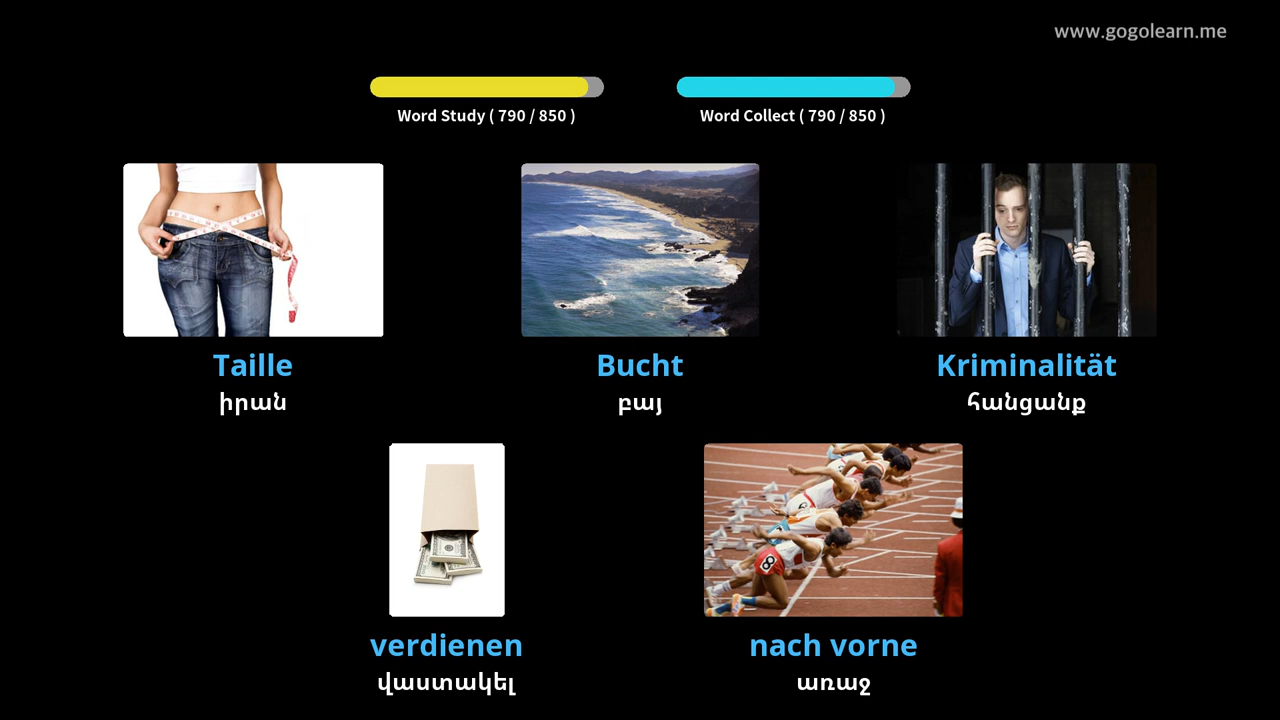 www.gogolearn.me
Word Study ( 790 / 850 )
Word Collect ( 790 / 850 )
Taille
իրան
Bucht
բայ
Kriminalität
հանցանք
verdienen
վաստակել
nach vorne
առաջ
8